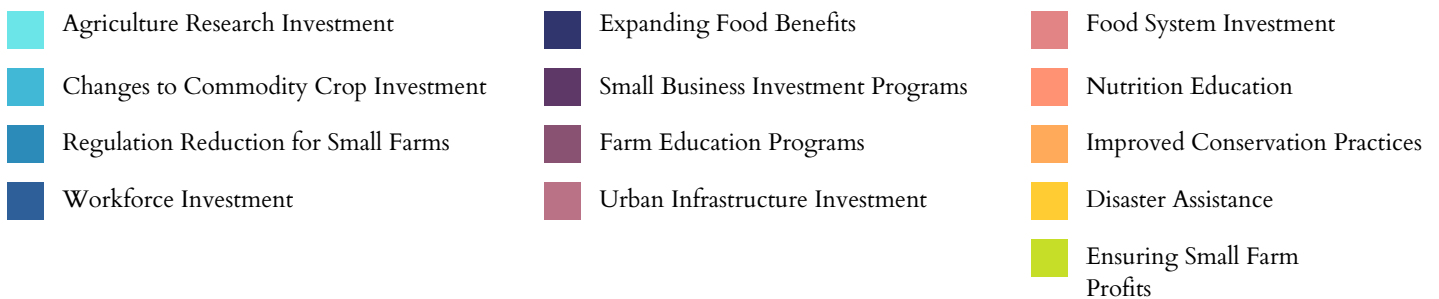 Agriculture Research Investment
Changes to Commodity Crop Investment
Regulation Reduction for Small Farms
Workforce Investment
Expanding Food Benefits
Small Business Investment Programs
Farm Education Programs
Urban Infrastructure Investment
Food System Investment
Nutrition Education
Improved Conservation Practices
Disaster Assistance
Ensuring Small Farm
Profits